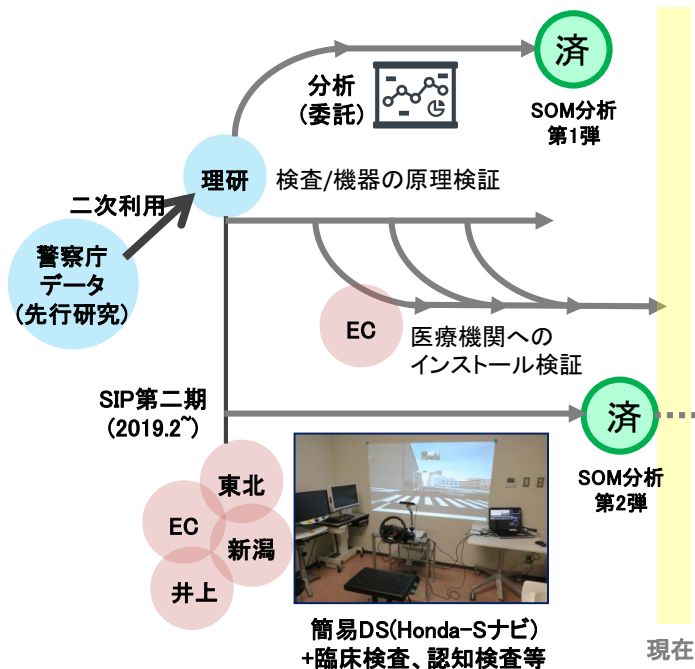 済
分析
(委託)
SOM分析
第1弾
理研
検査/機器の原理検証
二次利用
警察庁
データ
(先行研究)
EC
医療機関への
インストール検証
SIP第二期
(2019.2~)
済
SOM分析
第2弾
東北
EC
新潟
井上
簡易DS(Honda-Sナビ)
+臨床検査、認知検査等
現在